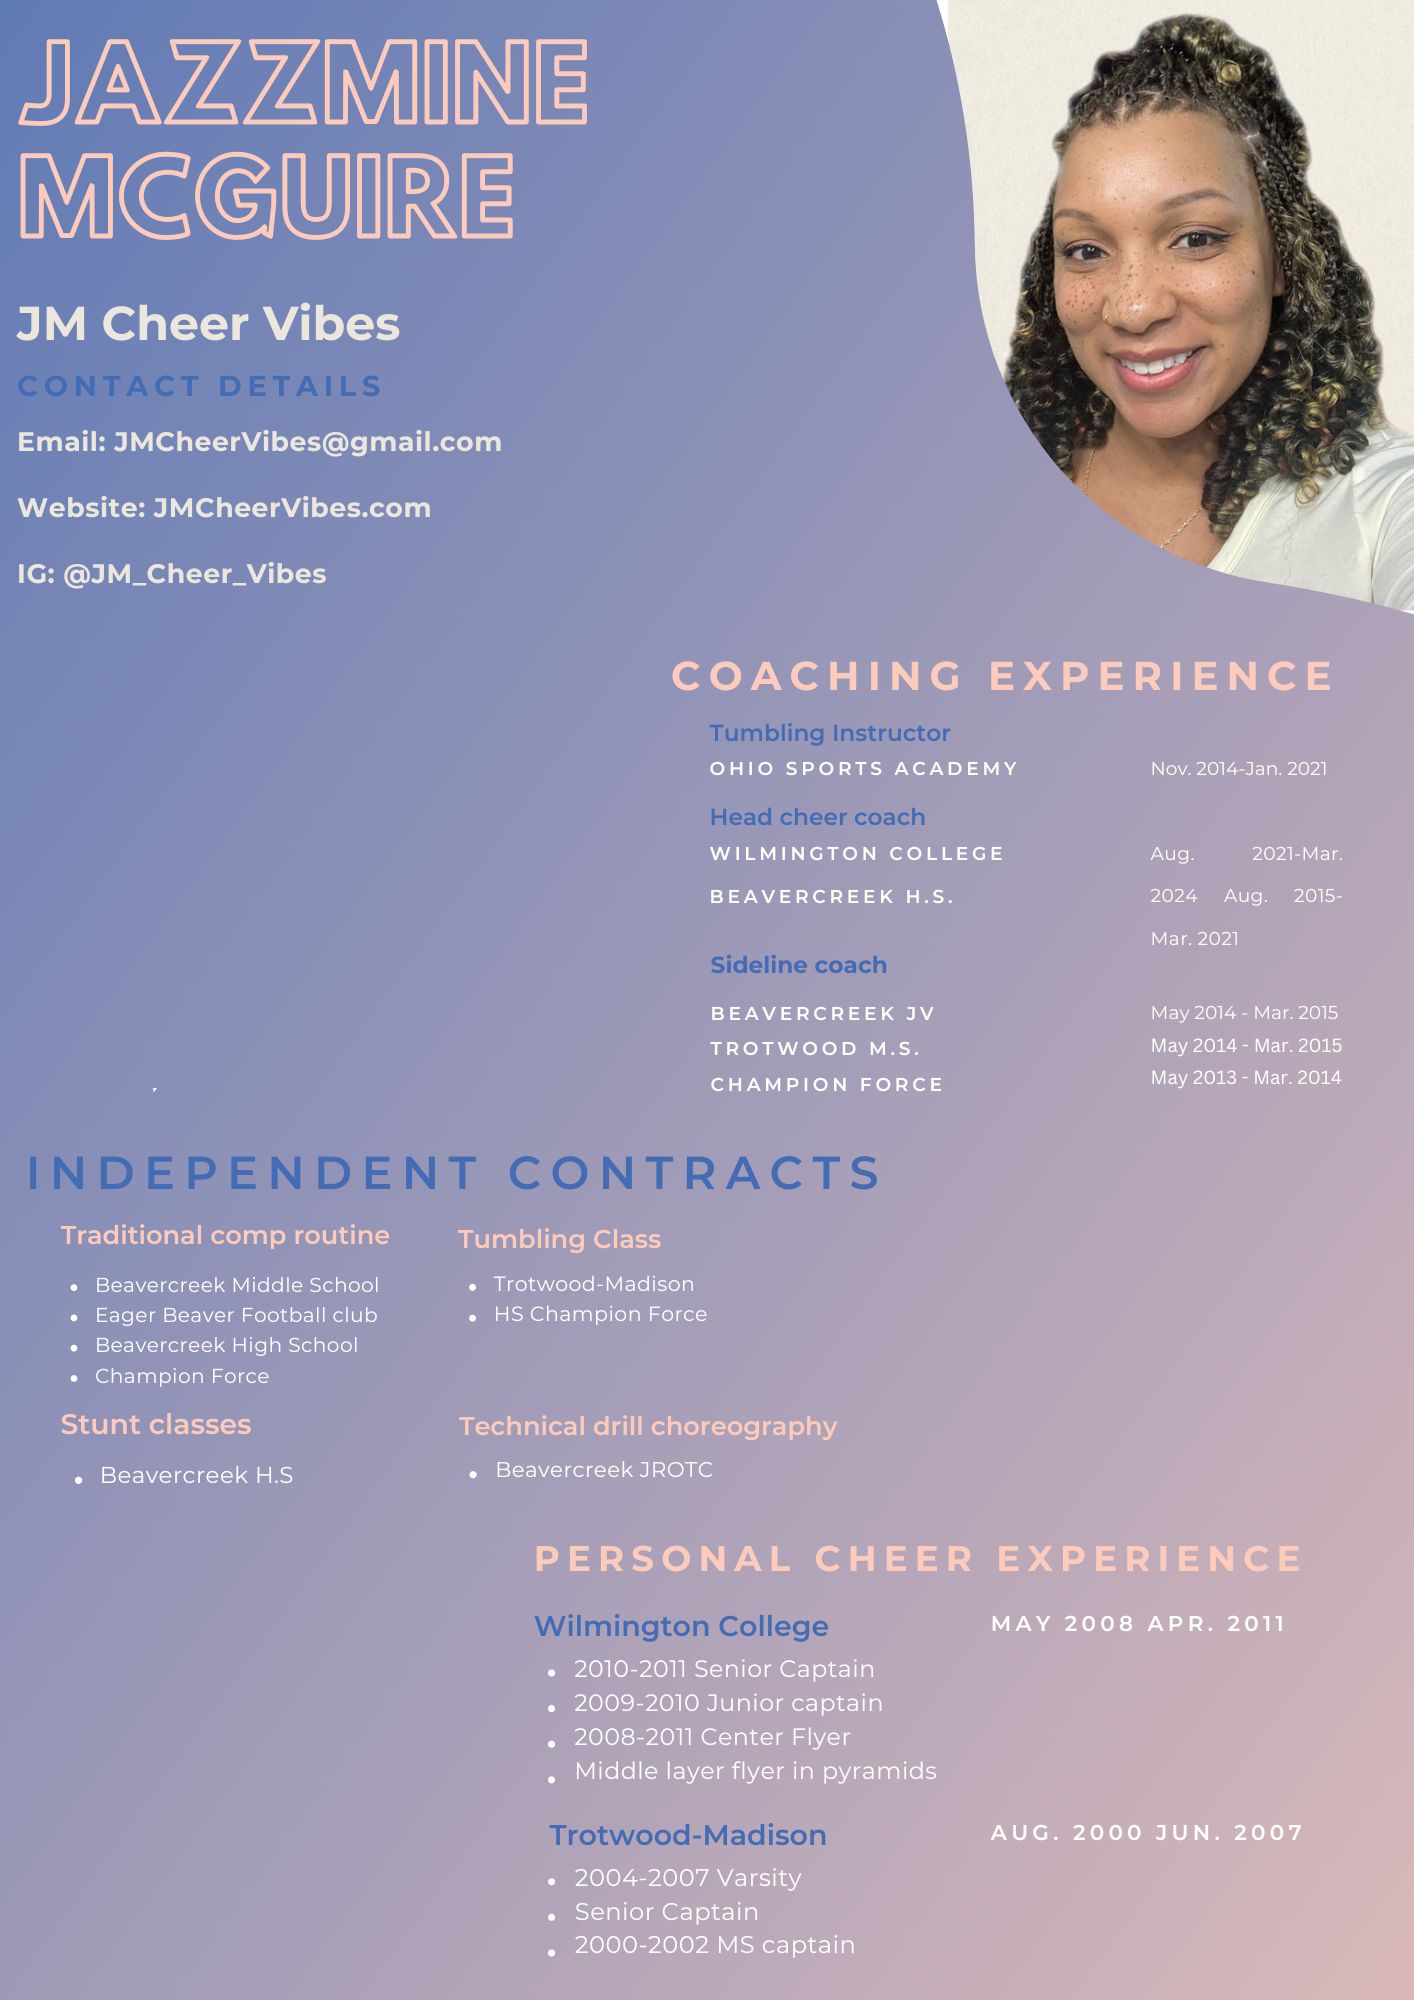 JAZZMINE
MCGUIRE
JM Cheer Vibes
CONTACT DETAILS
Email: JMCheerVibes@gmail.com
Website: JMCheerVibes.com
IG: @JM_Cheer_Vibes
COACHING EXPERIENCE
Tumbling Instructor
OHIO SPORTS ACADEMY Nov. 2014-Jan. 2021
Head cheer coach
WILMINGTON COLLEGE Aug. 2021-Mar.
BEAVERCREEK H.S. 2024 Aug. 2015-
Mar. 2021
Sideline coach
BEAVERCREEK JV May 2014 - Mar. 2015
TROTWOOD M.S. May 2014 - Mar. 2015
CHAMPION FORCE May 2013 - Mar. 2014
INDEPENDENT CONTRACTS
Traditional comp routine
• Beavercreek Middle School
• Eager Beaver Football club
• Beavercreek High School
• Champion Force
Tumbling Class
• Trotwood-Madison
• HS Champion Force
Stunt classes
• Beavercreek H.S
Technical drill choreography
• Beavercreek JROTC
PERSONAL CHEER EXPERIENCE
Wilmington College MAY 2008 APR. 2011
• 2010-2011 Senior Captain
• 2009-2010 Junior captain
• 2008-2011 Center Flyer
• Middle layer flyer in pyramids
Trotwood-Madison AUG. 2000 JUN. 2007
• 2004-2007 Varsity
• Senior Captain
• 2000-2002 MS captain